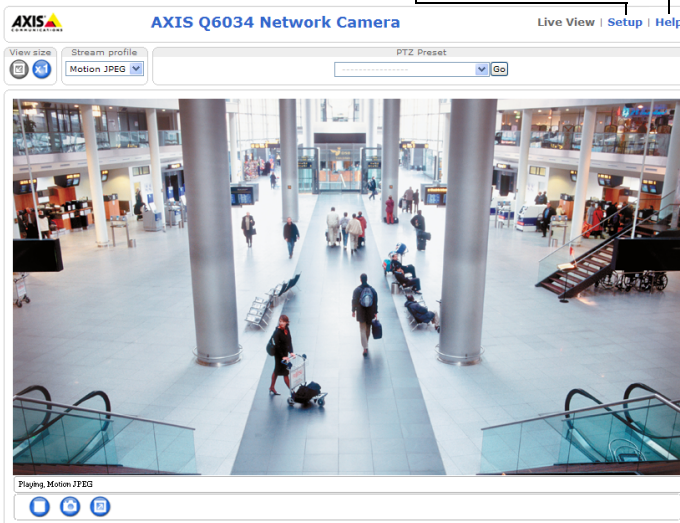 AXIS
COMMUNICATIONS
AXIS Q6034 Network Camera
Live View | Setup | Help
View size
Stream profile
PTZ Preset
x1
Motion JPEG
----------------
Go
Playing, Motion JPEG